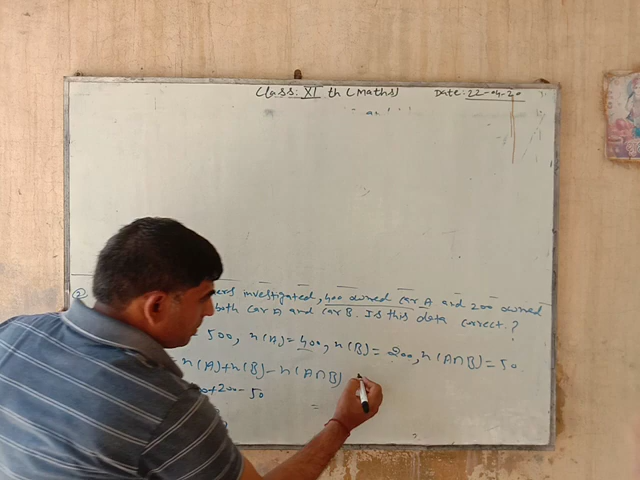 Class: XI th (Maths) Date: 22-04-20
② investigated, 400 owned car A and 200 owned
both car A and car B. Is this data correct?
500, n(A)= 400, n(B)= 200, n(A∩B)=50
= n(A)+n(B)-n(A∩B)
+200-50
=